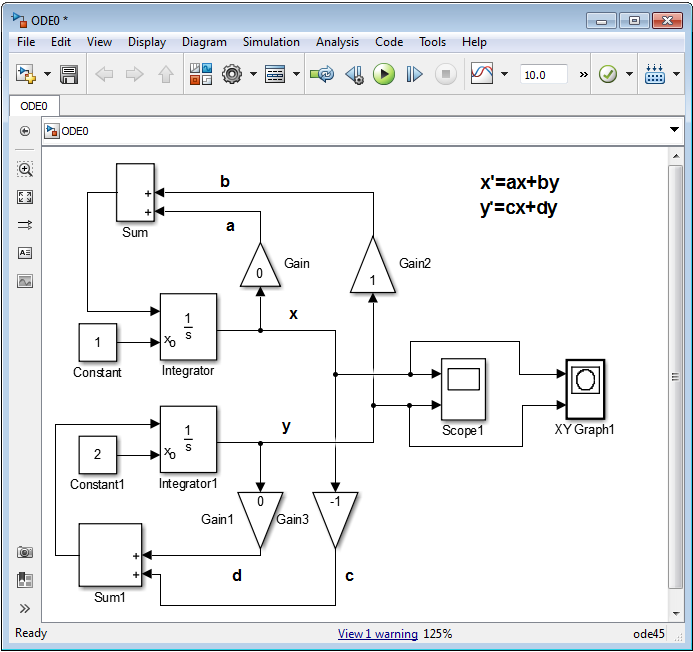 ODE0 *
File Edit View Display Diagram Simulation Analysis Code Tools Help
10.0 »
ODE0
ODE0
b
x'=ax+by
y'=cx+dy
+
+
Sum
a
0
Gain
1
Gain2
x
1
Constant
x0
1
s
Integrator
Scope1
XY Graph1
y
2
Constant1
x0
1
s
Integrator1
0
Gain1
-1
Gain3
+
+
Sum1
d
c
Ready
View 1 warning 125%
ode45